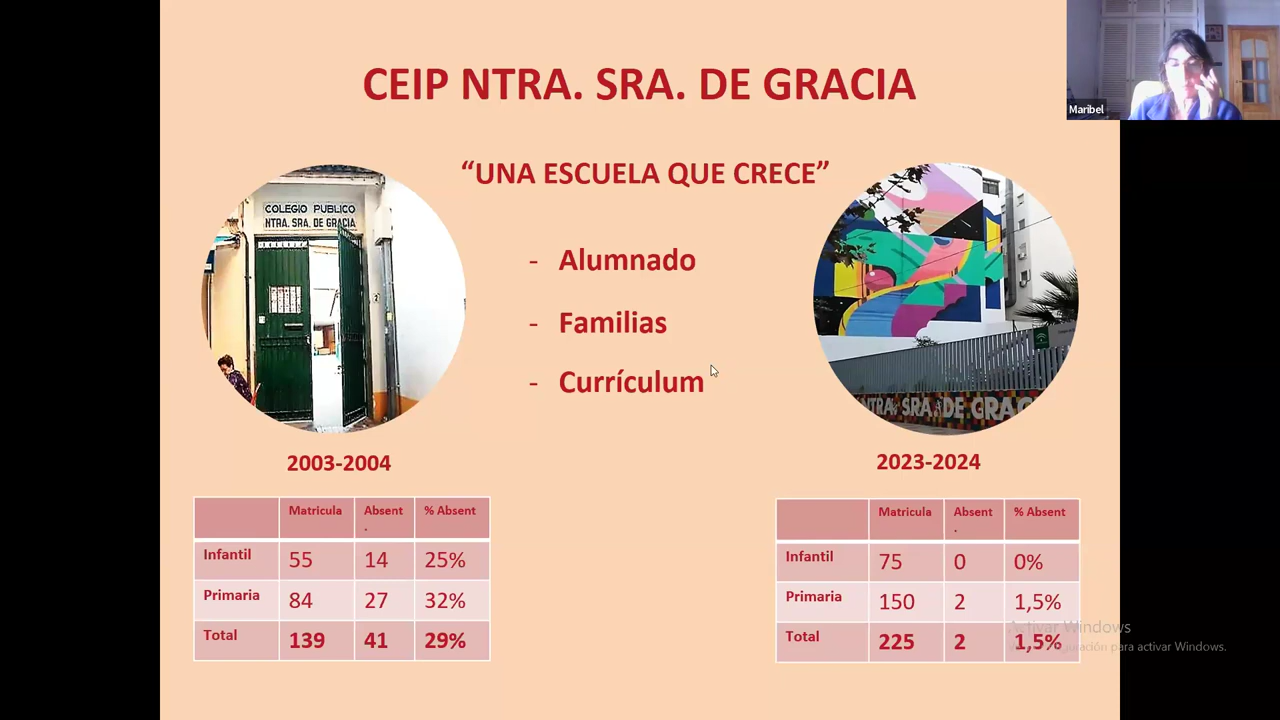 CEIP NTRA. SRA. DE GRACIA
Maribel
“UNA ESCUELA QUE CRECE”
COLEGIO PUBLICO
NTRA. SRA. DE GRACIA
- Alumnado
- Familias
- Currículum
NTRA. SRA. DE GRAC
2003-2004
Matricula Absent. % Absent
Infantil 55 14 25%
Primaria 84 27 32%
Total 139 41 29%
2023-2024
Matricula Absent. % Absent
Infantil 75 0 0%
Primaria 150 2 1,5%
Total 225 2 1,5%
Activar Windows
para activar Windows.